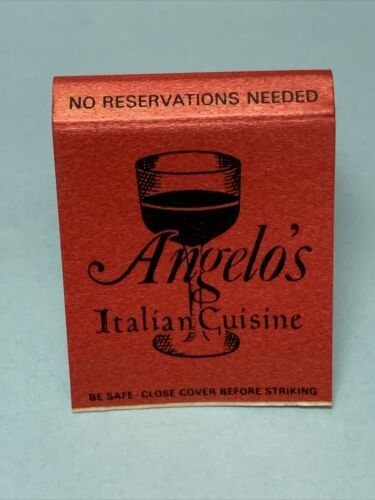 NO RESERVATIONS NEEDED
Angelo's
Italian Cuisine
BE SAFE - CLOSE COVER BEFORE STRIKING